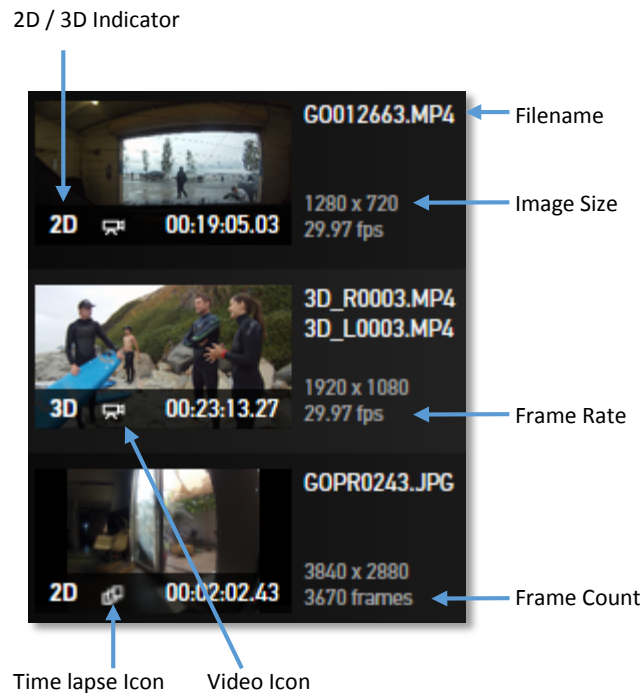 2D / 3D Indicator
GO012663.MP4
Filename
1280 x 720
Image Size
29.97 fps
2D
00:19:05.03
3D_R0003.MP4
3D_L0003.MP4
1920 x 1080
29.97 fps
Frame Rate
3D
00:23:13.27
GOPR0243.JPG
3840 x 2880
3670 frames
Frame Count
2D
00:02:02.43
Time lapse Icon
Video Icon